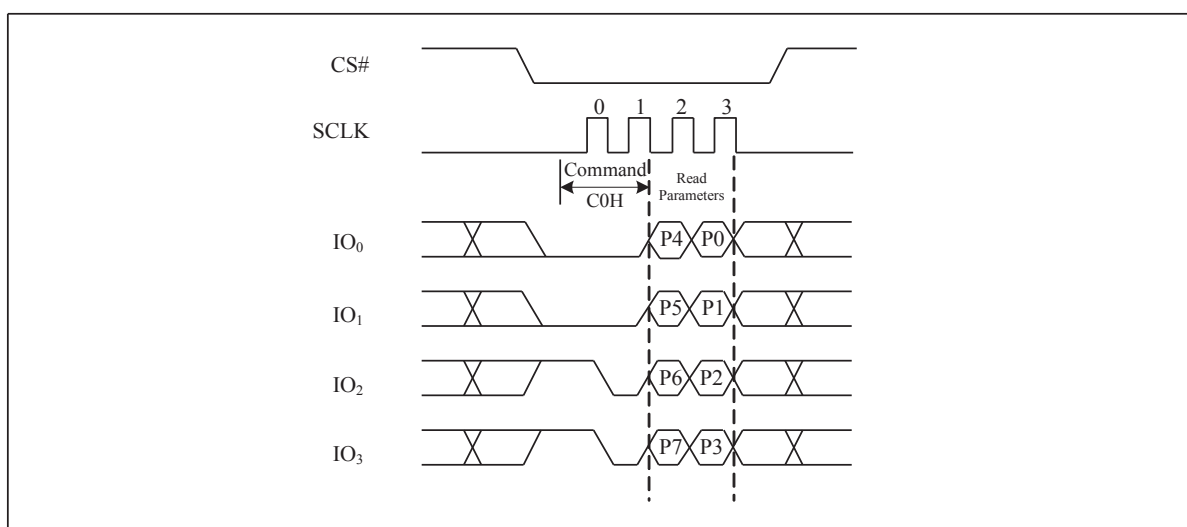 CS#
0 1 2 3
SCLK
Command
C0H
Read
Parameters
IO0 P4 P0
IO1 P5 P1
IO2 P6 P2
IO3 P7 P3